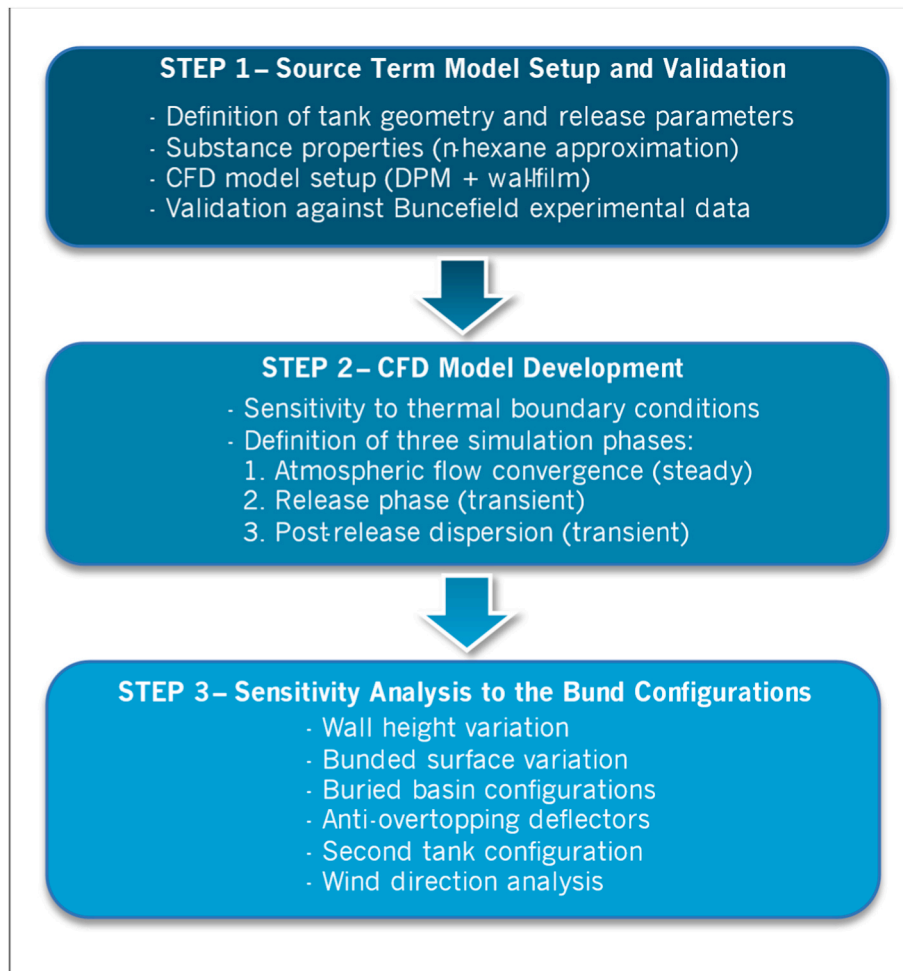 STEP 1– Source Term Model Setup and Validation
- Definition of tank geometry and release parameters
- Substance properties (n-hexane approximation)
- CFD model setup (DPM + wall-film)
- Validation against Buncefield experimental data
STEP 2– CFD Model Development
- Sensitivity to thermal boundary conditions
- Definition of three simulation phases:
1. Atmospheric flow convergence (steady)
2. Release phase (transient)
3. Post-release dispersion (transient)
STEP 3– Sensitivity Analysis to the Bund Configurations
- Wall height variation
- Bunded surface variation
- Buried basin configurations
- Anti-overtopping deflectors
- Second tank configuration
- Wind direction analysis